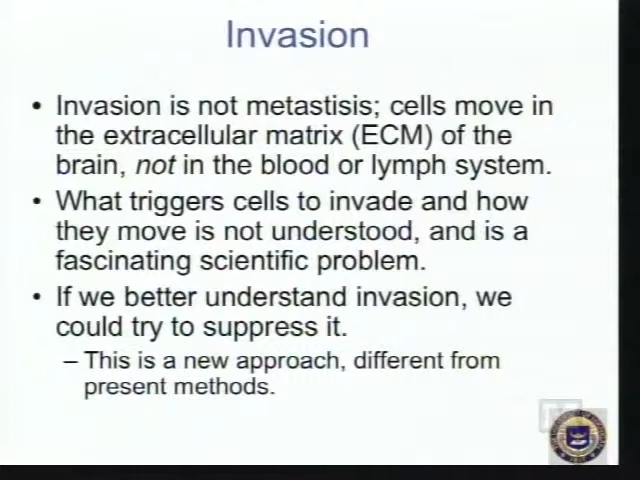 Invasion
• Invasion is not metastisis; cells move in
the extracellular matrix (ECM) of the
brain, not in the blood or lymph system.
• What triggers cells to invade and how
they move is not understood, and is a
fascinating scientific problem.
• If we better understand invasion, we
could try to suppress it.
– This is a new approach, different from
present methods.